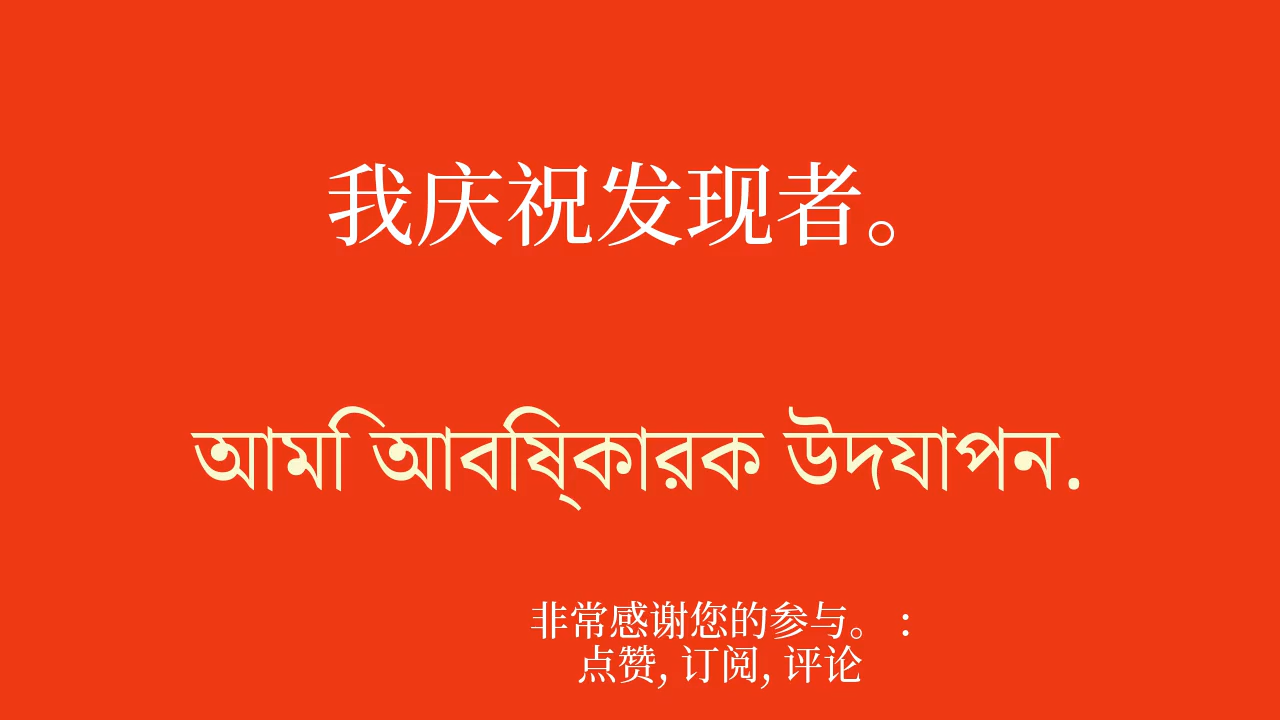 我庆祝发现者。
আমি আবিষ্কারক উদযাপন.
非常感谢您的参与。 :
点赞, 订阅, 评论